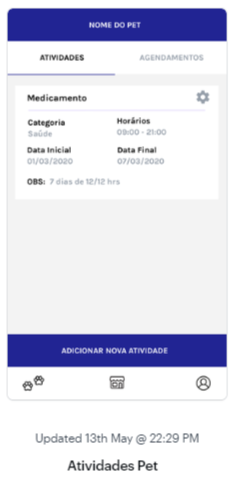 NOME DO PET
ATIVIDADES AGENDAMENTOS
Medicamento
Categoria Horários
Saúde 09:00 - 21:00
Data Inicial Data Final
01/03/2020 07/03/2020
OBS: 7 dias de 12/12 hrs
ADICIONAR NOVA ATIVIDADE
Updated 13th May @ 22:29 PM
Atividades Pet